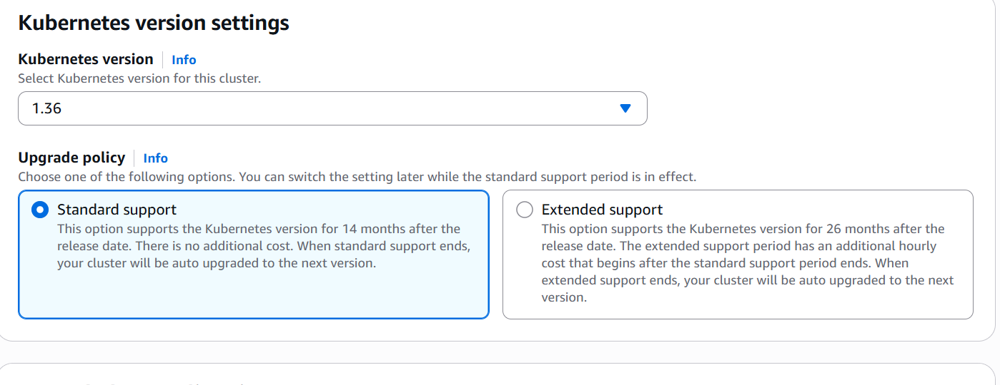 Kubernetes version settings
Kubernetes version Info
Select Kubernetes version for this cluster.
1.36
Upgrade policy Info
Choose one of the following options. You can switch the setting later while the standard support period is in effect.
Standard support
This option supports the Kubernetes version for 14 months after the
release date. There is no additional cost. When standard support ends,
your cluster will be auto upgraded to the next version.
Extended support
This option supports the Kubernetes version for 26 months after the
release date. The extended support period has an additional hourly
cost that begins after the standard support period ends. When
extended support ends, your cluster will be auto upgraded to the next
version.